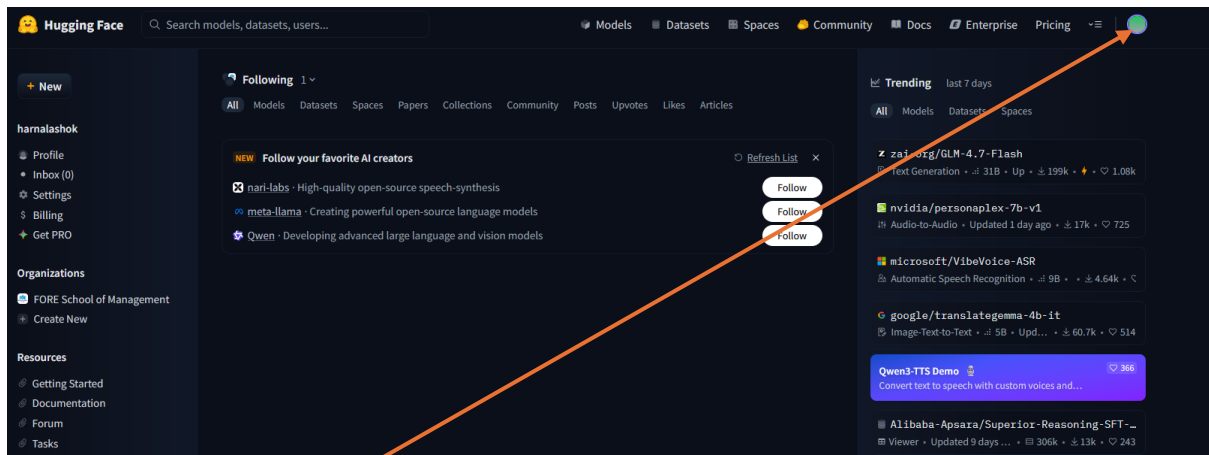 Hugging Face
Search models, datasets, users...
Models
Datasets
Spaces
Community
Docs
Enterprise
Pricing
+ New
harnalashok
Profile
Inbox (0)
Settings
$ Billing
Get PRO
Organizations
FORE School of Management
+ Create New
Resources
Getting Started
Documentation
Forum
Tasks
Following 1
All Models Datasets Spaces Papers Collections Community Posts Upvotes Likes Articles
NEW Follow your favorite AI creators
Refresh List ×
nari-labs · High-quality open-source speech-synthesis
Follow
meta-llama · Creating powerful open-source language models
Follow
Qwen · Developing advanced large language and vision models
Follow
Trending last 7 days
All Models Datasets Spaces
zai-org/GLM-4.7-Flash
Text Generation • 31B • Up • 199k • • 1.08k
nvidia/personaplex-7b-v1
Audio-to-Audio • Updated 1 day ago • 17k • 725
microsoft/VibeVoice-ASR
Automatic Speech Recognition • 9B • • 4.64k •
google/translategemma-4b-it
Image-Text-to-Text • 5B • Upd... • 60.7k • 514
Qwen3-TTS Demo
366
Convert text to speech with custom voices and...
Alibaba-Apsara/Superior-Reasoning-SFT-…
Viewer • Updated 9 days ... • 306k • 13k • 243